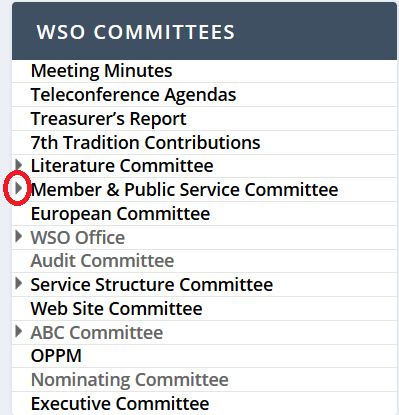 WSO COMMITTEES
Meeting Minutes
Teleconference Agendas
Treasurer’s Report
7th Tradition Contributions
Literature Committee
Member & Public Service Committee
European Committee
WSO Office
Audit Committee
Service Structure Committee
Web Site Committee
ABC Committee
OPPM
Nominating Committee
Executive Committee